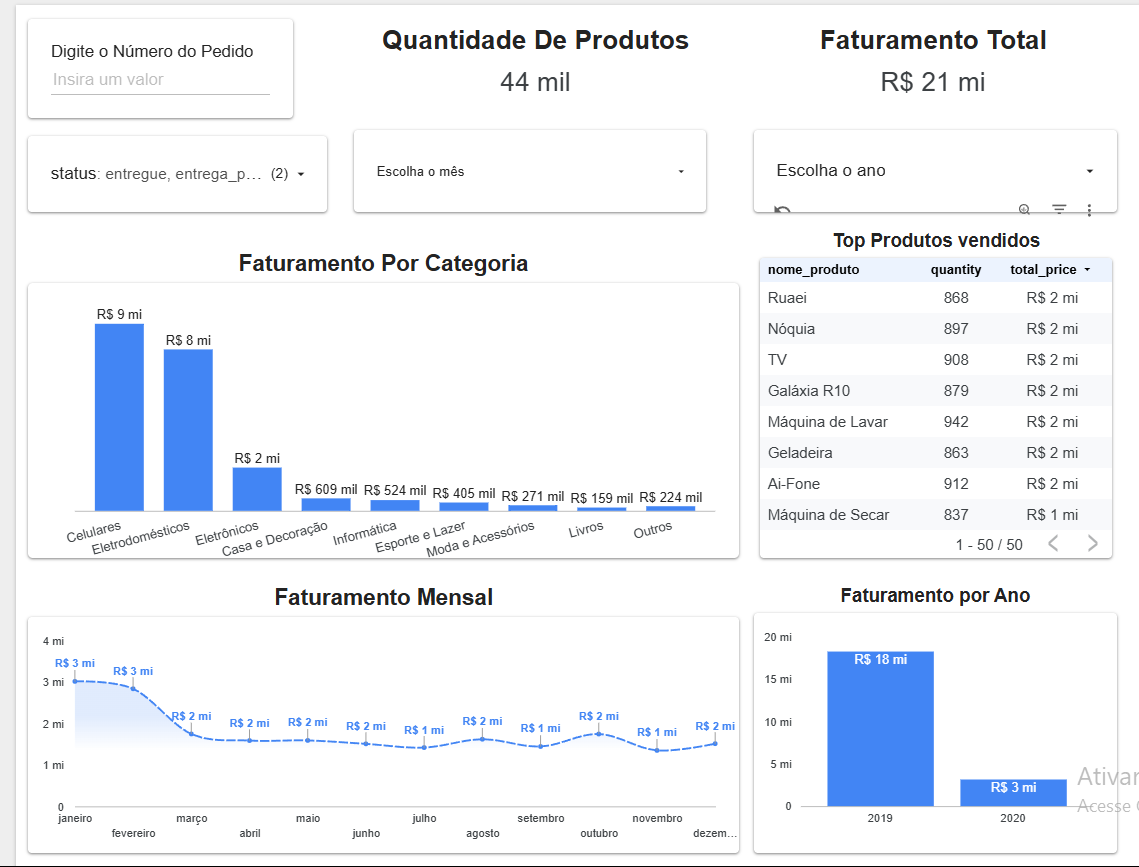 Digite o Número do Pedido
Insira um valor
Quantidade De Produtos
44 mil
Faturamento Total
R$ 21 mi
status: entregue, entrega_p... (2)
Escolha o mês
Escolha o ano
Faturamento Por Categoria
R$ 9 mi
R$ 8 mi
R$ 2 mi
R$ 609 mil
R$ 524 mil
R$ 405 mil
R$ 271 mil
R$ 159 mil
R$ 224 mil
Celulares
Eletrodomésticos
Eletrônicos
Casa e Decoração
Informática
Esporte e Lazer
Moda e Acessórios
Livros
Outros
Top Produtos vendidos
nome_produto quantity total_price
Ruaei 868 R$ 2 mi
Nóquia 897 R$ 2 mi
TV 908 R$ 2 mi
Galáxia R10 879 R$ 2 mi
Máquina de Lavar 942 R$ 2 mi
Geladeira 863 R$ 2 mi
Ai-Fone 912 R$ 2 mi
Máquina de Secar 837 R$ 1 mi
1 - 50 / 50
Faturamento Mensal
4 mi
3 mi
2 mi
1 mi
0
R$ 3 mi
R$ 3 mi
R$ 2 mi
R$ 2 mi
R$ 2 mi
R$ 2 mi
R$ 1 mi
R$ 2 mi
R$ 1 mi
R$ 2 mi
R$ 1 mi
R$ 2 mi
janeiro
fevereiro
março
abril
maio
junho
julho
agosto
setembro
outubro
novembro
dezem...
Faturamento por Ano
20 mi
15 mi
10 mi
5 mi
0
R$ 18 mi
R$ 3 mi
2019
2020
Ativar
Acesse